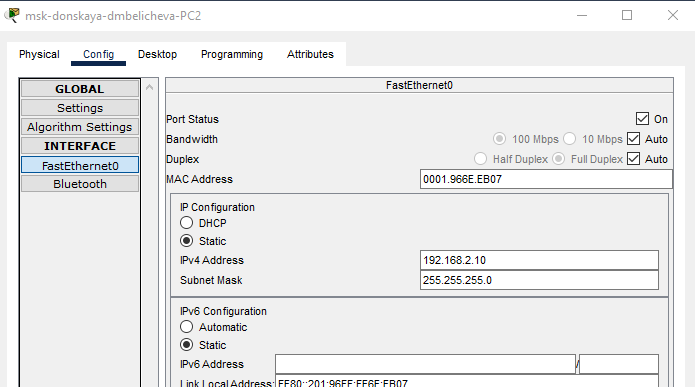 msk-donskaya-dmbelicheva-PC2
Physical Config Desktop Programming Attributes
GLOBAL
Settings
Algorithm Settings
INTERFACE
FastEthernet0
Bluetooth
FastEthernet0
Port Status On
Bandwidth 100 Mbps 10 Mbps Auto
Duplex Half Duplex Full Duplex Auto
MAC Address 0001.966E.EB07
IP Configuration
DHCP
Static
IPv4 Address 192.168.2.10
Subnet Mask 255.255.255.0
IPv6 Configuration
Automatic
Static
IPv6 Address /
Link Local Address: FE80::201:96FF:FE6E:EB07